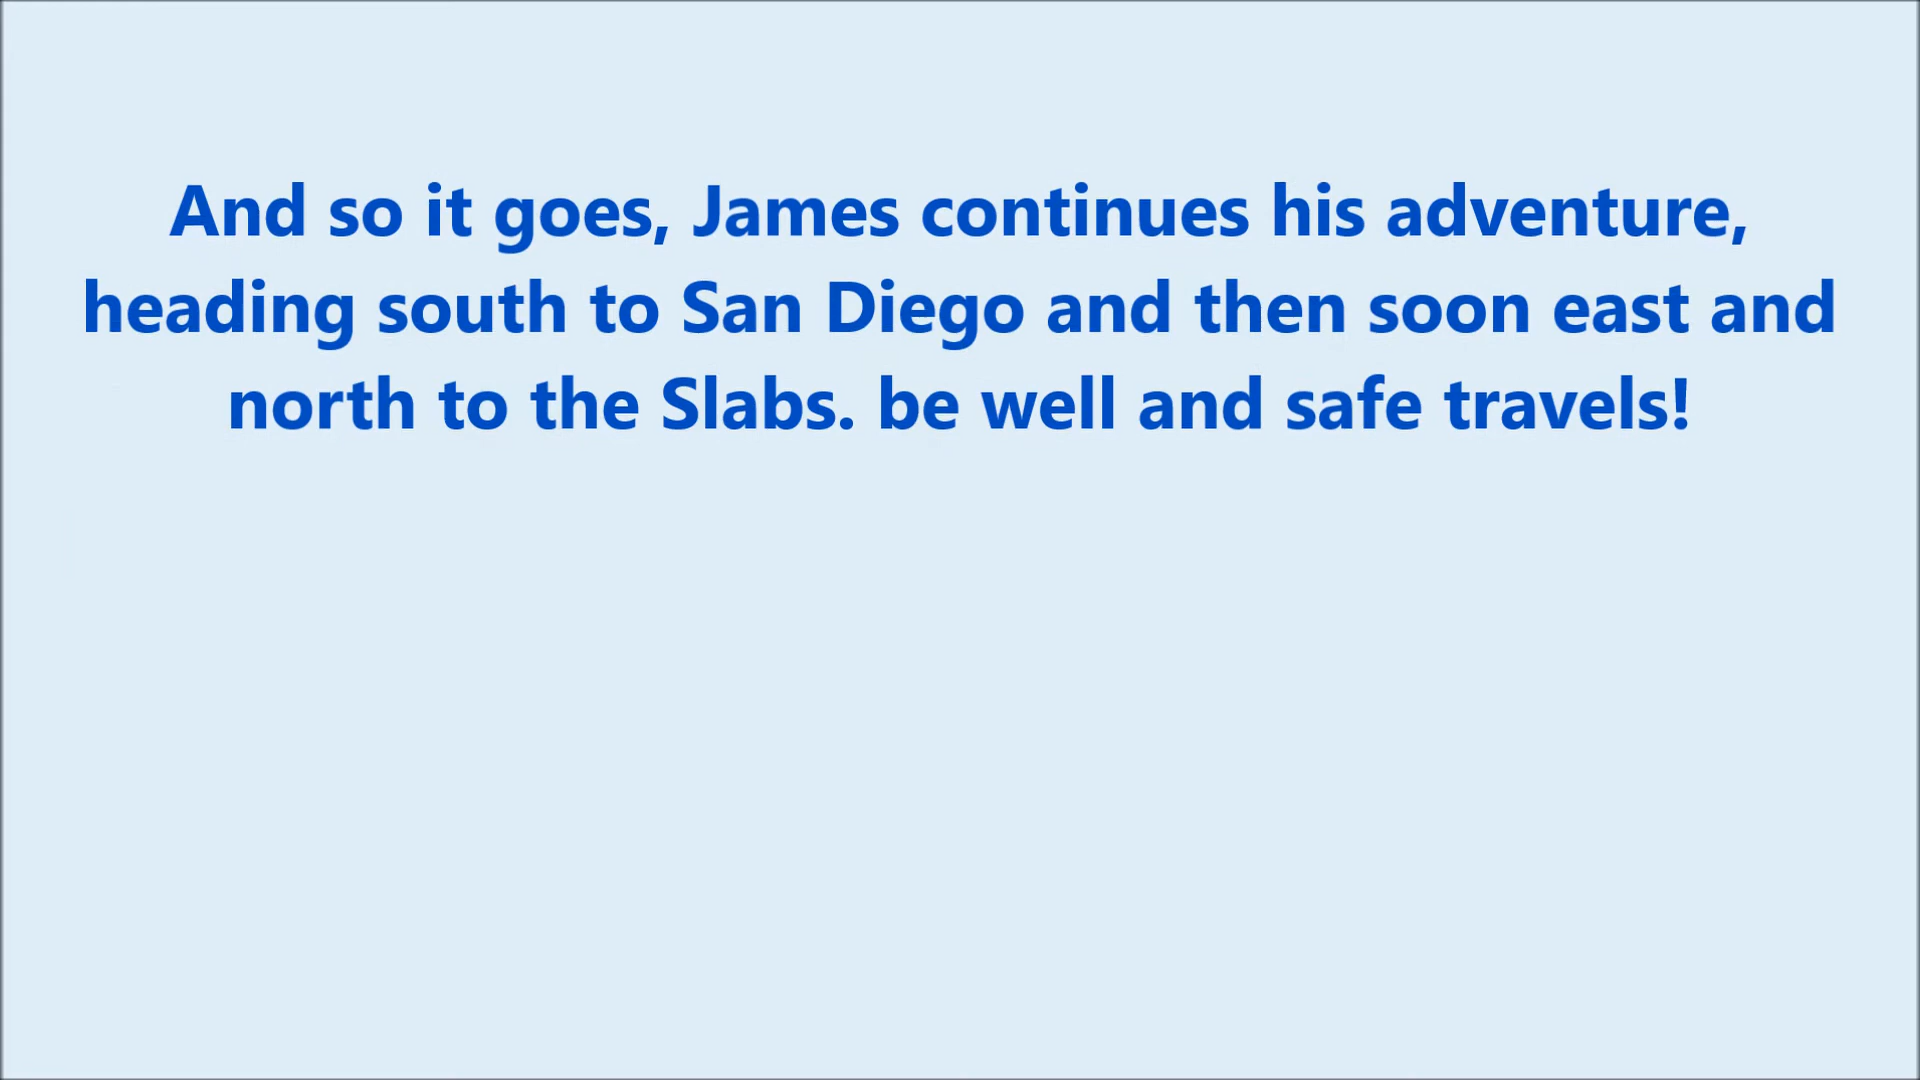 And so it goes, James continues his adventure,
heading south to San Diego and then soon east and
north to the Slabs. be well and safe travels!